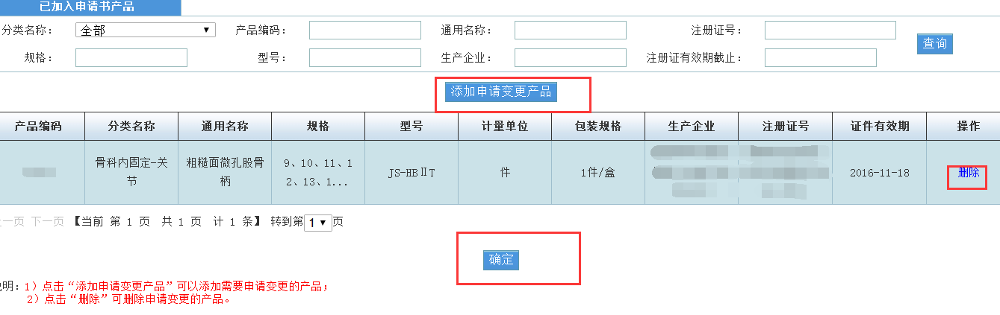 已加入申请书产品
分类名称: 全部 产品编码: 通用名称: 注册证号: 查询
规格: 型号: 生产企业: 注册证有效期截止:
添加申请变更产品
产品编码 分类名称 通用名称 规格 型号 计量单位 包装规格 生产企业 注册证号 证件有效期 操作
骨科内固定-关节 粗糙面微孔股骨柄 9、10、11、12、13、1... JS-HBⅡT 件 1件/盒 2016-11-18 删除
上一页 下一页 【当前 第 1 页 共 1 页 计 1 条】 转到第 1 页
确定
说明: 1)点击“添加申请变更产品”可以添加需要申请变更的产品;
2)点击“删除”可删除申请变更的产品。